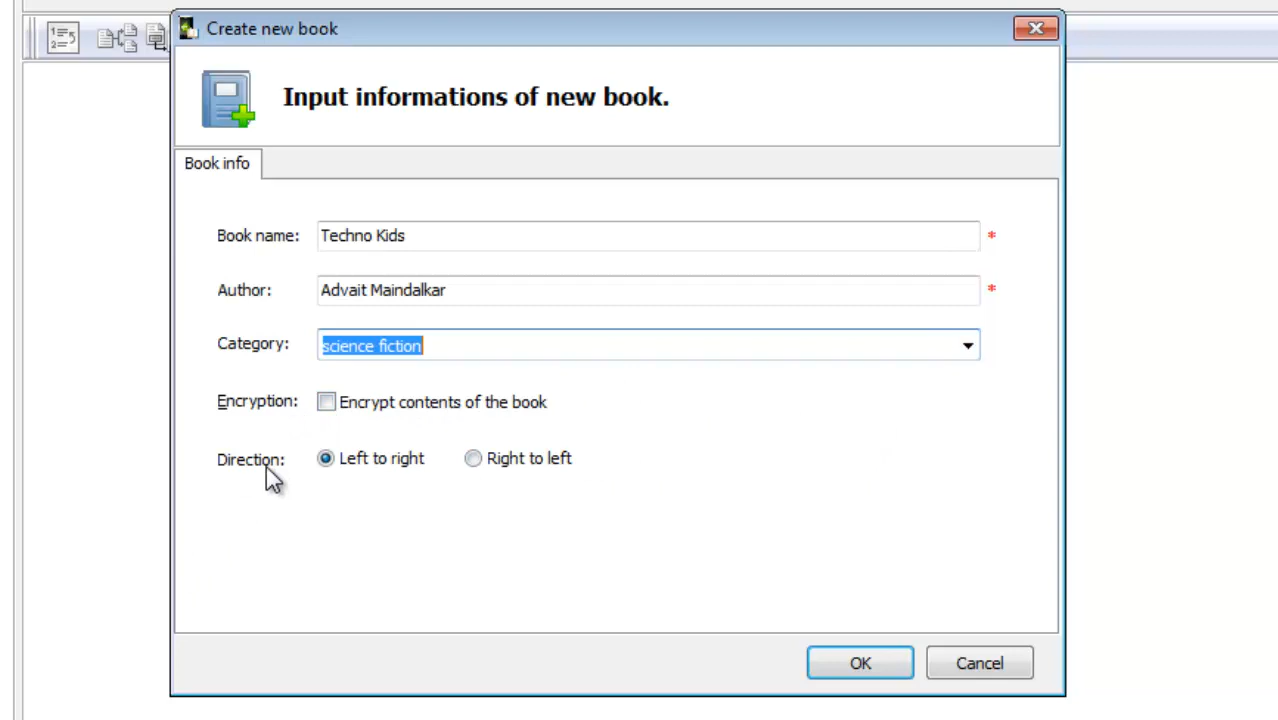 Create new book
Input informations of new book.
Book info
Book name: Techno Kids *
Author: Advait Maindalkar *
Category: science fiction
Encryption: Encrypt contents of the book
Direction: Left to right Right to left
OK Cancel